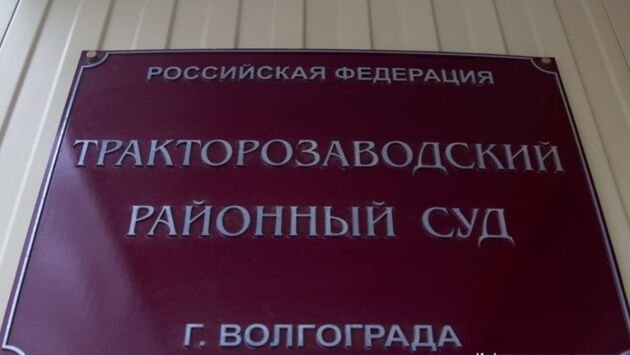 РОССИЙСКАЯ ФЕДЕРАЦИЯ
ТРАКТОРОЗАВОДСКИЙ
РАЙОННЫЙ СУД
Г. ВОЛГОГРАДА